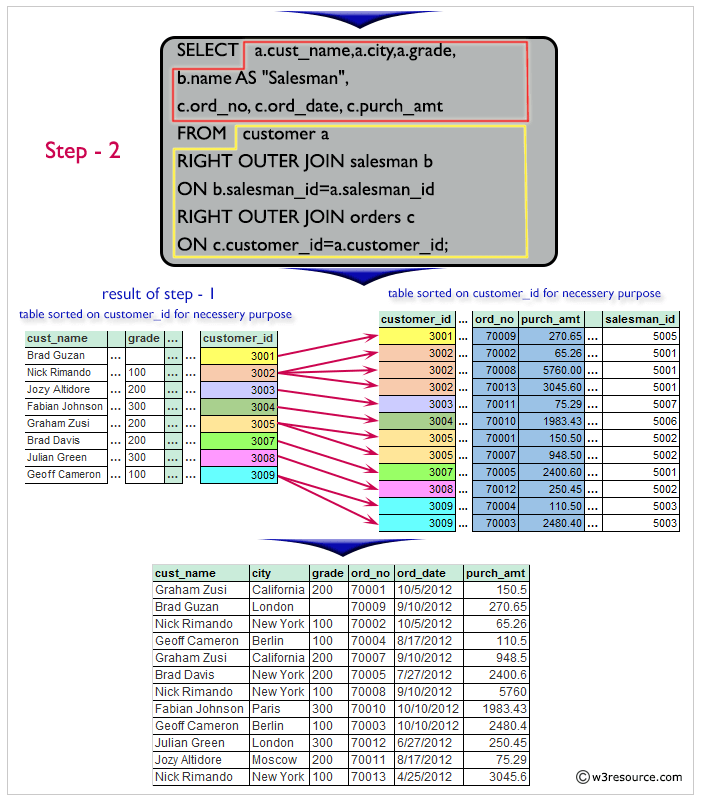 SELECT a.cust_name,a.city,a.grade,
b.name AS "Salesman",
c.ord_no, c.ord_date, c.purch_amt
FROM customer a
RIGHT OUTER JOIN salesman b
ON b.salesman_id=a.salesman_id
RIGHT OUTER JOIN orders c
ON c.customer_id=a.customer_id;
Step - 2
result of step - 1
table sorted on customer_id for necessery purpose
cust_name grade ... customer_id
Brad Guzan ... ... ... 3001
Nick Rimando ... 100 ... ... 3002
Jozy Altidore ... 200 ... ... 3003
Fabian Johnson ... 300 ... ... 3004
Graham Zusi ... 200 ... ... 3005
Brad Davis ... 200 ... ... 3007
Julian Green ... 300 ... ... 3008
Geoff Cameron ... 100 ... ... 3009
table sorted on customer_id for necessery purpose
customer_id ... ord_no purch_amt salesman_id
3001 ... 70009 270.65 ... 5005
3002 ... 70002 65.26 ... 5001
3002 ... 70008 5760.00 ... 5001
3002 ... 70013 3045.60 ... 5001
3003 ... 70011 75.29 ... 5007
3004 ... 70010 1983.43 ... 5006
3005 ... 70001 150.50 ... 5002
3005 ... 70007 948.50 ... 5002
3007 ... 70005 2400.60 ... 5001
3008 ... 70012 250.45 ... 5002
3009 ... 70004 110.50 ... 5003
3009 ... 70003 2480.40 ... 5003
cust_name city grade ord_no ord_date purch_amt
Graham Zusi California 200 70001 10/5/2012 150.5
Brad Guzan London 70009 9/10/2012 270.65
Nick Rimando New York 100 70002 10/5/2012 65.26
Geoff Cameron Berlin 100 70004 8/17/2012 110.5
Graham Zusi California 200 70007 9/10/2012 948.5
Brad Davis New York 200 70005 7/27/2012 2400.6
Nick Rimando New York 100 70008 9/10/2012 5760
Fabian Johnson Paris 300 70010 10/10/2012 1983.43
Geoff Cameron Berlin 100 70003 10/10/2012 2480.4
Julian Green London 300 70012 6/27/2012 250.45
Jozy Altidore Moscow 200 70011 8/17/2012 75.29
Nick Rimando New York 100 70013 4/25/2012 3045.6
© w3resource.com